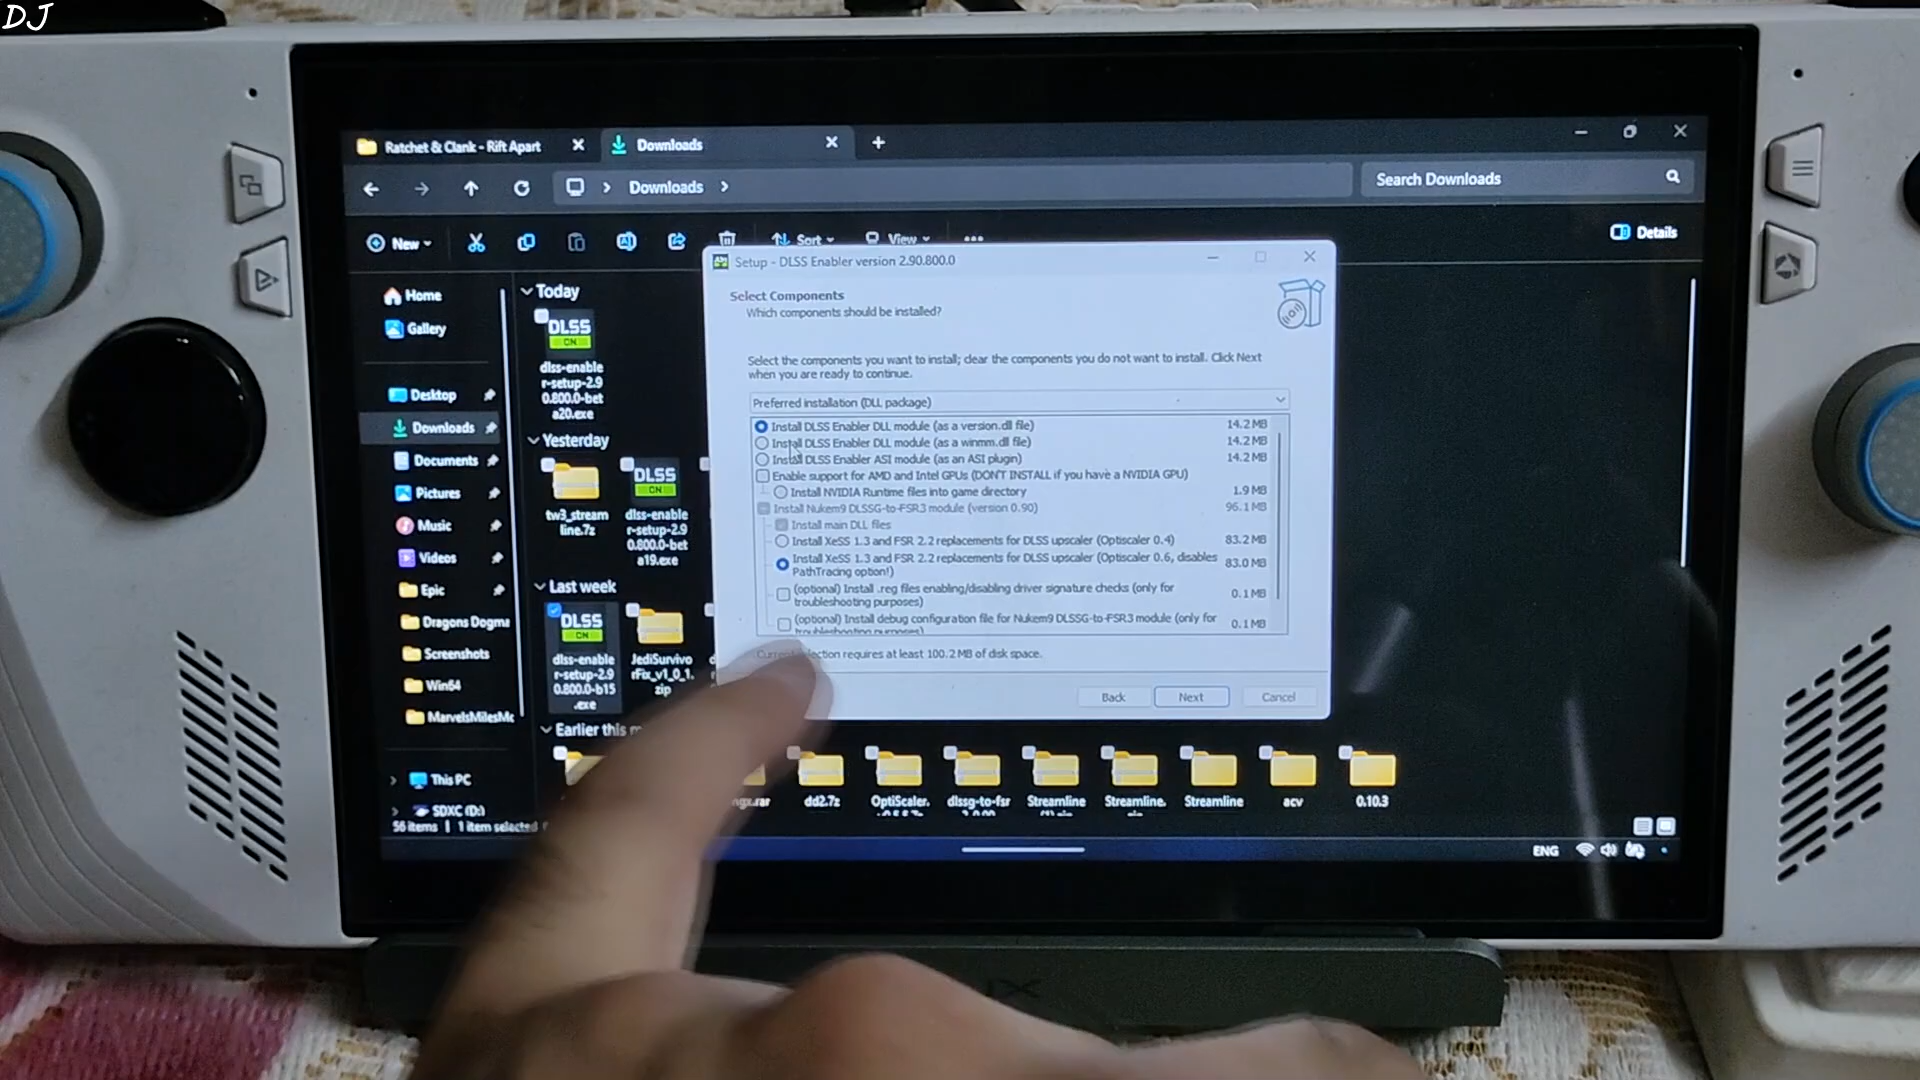 DJ
Ratchet & Clank - Rift Apart
Downloads
Downloads
Search Downloads
New
Sort
View
Details
Home
Gallery
Desktop
Downloads
Documents
Pictures
Music
Videos
Epic
Dragons Dogma
Screenshots
Win64
MarvelsMilesMo
This PC
SDXC (D:)
56 items
1 item selected
Today
DLSS
dlss-enable
r-setup-2.9
0.800.0-bet
a20.exe
Yesterday
tw3_stream
line.7z
DLSS
dlss-enable
r-setup-2.9
0.800.0-bet
a19.exe
Last week
DLSS
dlss-enable
r-setup-2.9
0.800.0-b15
.exe
JediSurvivo
rFix_v1_0_1.
zip
Earlier this
dd2.7z
OptiScaler.
dlssg-to-fsr
Streamline
Streamline.
Streamline
acv
0.10.3
Setup - DLSS Enabler version 2.90.800.0
Select Components
Which components should be installed?
Select the components you want to install; clear the components you do not want to install. Click Next
when you are ready to continue.
Preferred installation (DLL package)
Install DLSS Enabler DLL module (as a version.dll file) 14.2 MB
Install DLSS Enabler DLL module (as a winmm.dll file) 14.2 MB
Install DLSS Enabler ASI module (as an ASI plugin) 14.2 MB
Enable support for AMD and Intel GPUs (DON'T INSTALL if you have a NVIDIA GPU)
Install NVIDIA Runtime files into game directory 1.9 MB
Install Nukem9 DLSSG-to-FSR3 module (version 0.90) 96.1 MB
Install main DLL files
Install XeSS 1.3 and FSR 2.2 replacements for DLSS upscaler (Optiscaler 0.4) 83.2 MB
Install XeSS 1.3 and FSR 2.2 replacements for DLSS upscaler (Optiscaler 0.6, disables
PathTracing option!) 83.0 MB
(optional) Install .reg files enabling/disabling driver signature checks (only for
troubleshooting purposes) 0.1 MB
(optional) Install debug configuration file for Nukem9 DLSSG-to-FSR3 module (only for
troubleshooting purposes) 0.1 MB
requires at least 100.2 MB of disk space.
Back
Next
Cancel
ENG